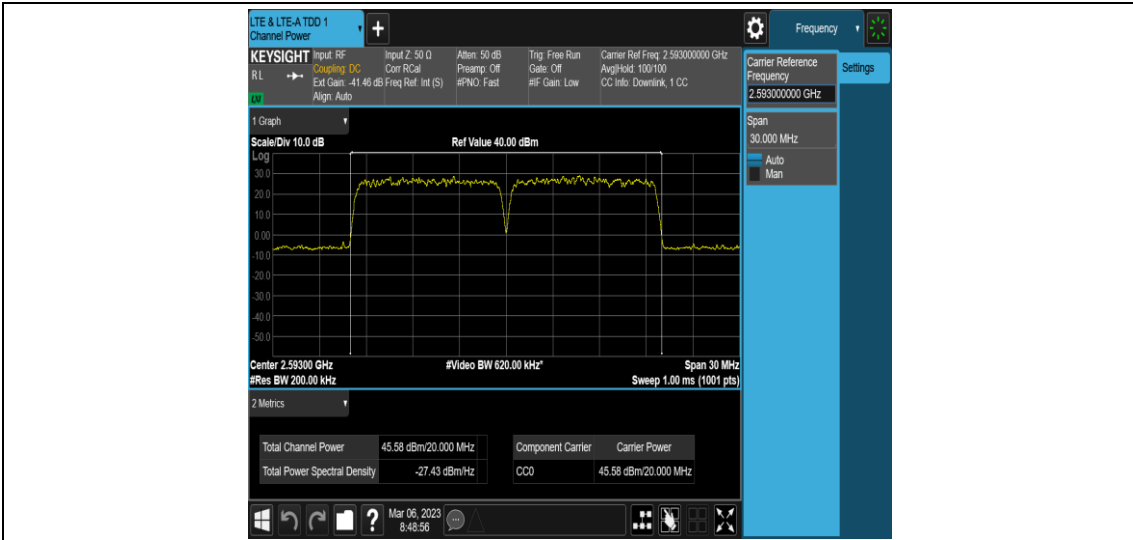 LTE & LTE-A TDD 1
Channel Power
+
Frequency
KEYSIGHT
R L
LXI
Input: RF
Coupling: DC
Ext Gain: -41.46 dB
Align: Auto
Input Z: 50 Ω
Corr RCal
Freq Ref: Int (S)
Atten: 50 dB
Preamp: Off
#PNO: Fast
Trig: Free Run
Gate: Off
#IF Gain: Low
Carrier Ref Freq: 2.593000000 GHz
Avg|Hold: 100/100
CC Info: Downlink, 1 CC
Carrier Reference
Frequency
2.593000000 GHz
Settings
Span
30.000 MHz
Auto
Man
1 Graph
Scale/Div 10.0 dB
Ref Value 40.00 dBm
Log
30.0
20.0
10.0
0.00
-10.0
-20.0
-30.0
-40.0
-50.0
Center 2.59300 GHz
#Video BW 620.00 kHz*
Span 30 MHz
#Res BW 200.00 kHz
Sweep 1.00 ms (1001 pts)
2 Metrics
Total Channel Power 45.58 dBm/20.000 MHz
Total Power Spectral Density -27.43 dBm/Hz
Component Carrier Carrier Power
CC0 45.58 dBm/20.000 MHz
?
Mar 06, 2023
8:48:56